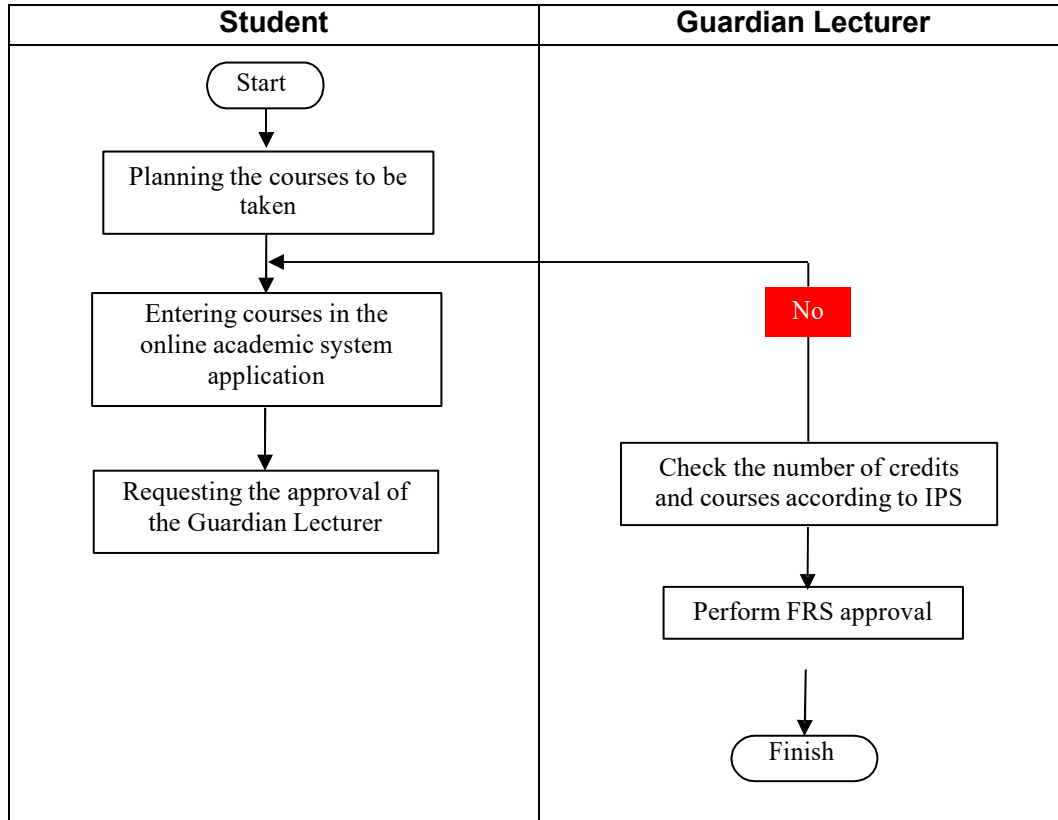 Student
Guardian Lecturer
Start
Planning the courses to be
taken
Entering courses in the
online academic system
application
Requesting the approval of
the Guardian Lecturer
No
Check the number of credits
and courses according to IPS
Perform FRS approval
Finish